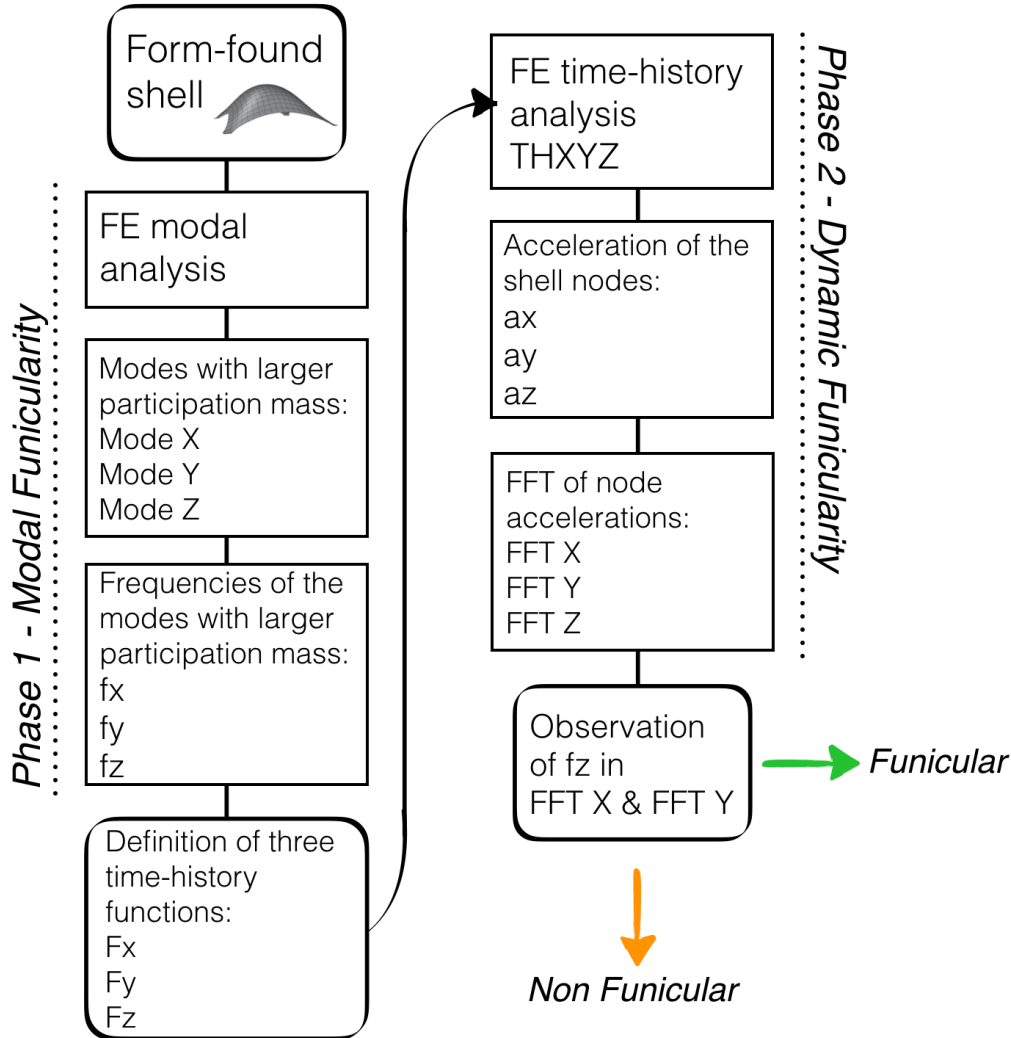 Form-found
shell
FE modal
analysis
Modes with larger
participation mass:
Mode X
Mode Y
Mode Z
Frequencies of the
modes with larger
participation mass:
fx
fy
fz
Definition of three
time-history
functions:
Fx
Fy
Fz
Phase 1 - Modal Funicularity
FE time-history
analysis
THXYZ
Acceleration of the
shell nodes:
ax
ay
az
FFT of node
accelerations:
FFT X
FFT Y
FFT Z
Observation
of fz in
FFT X & FFT Y
Funicular
Non Funicular
Phase 2 - Dynamic Funicularity